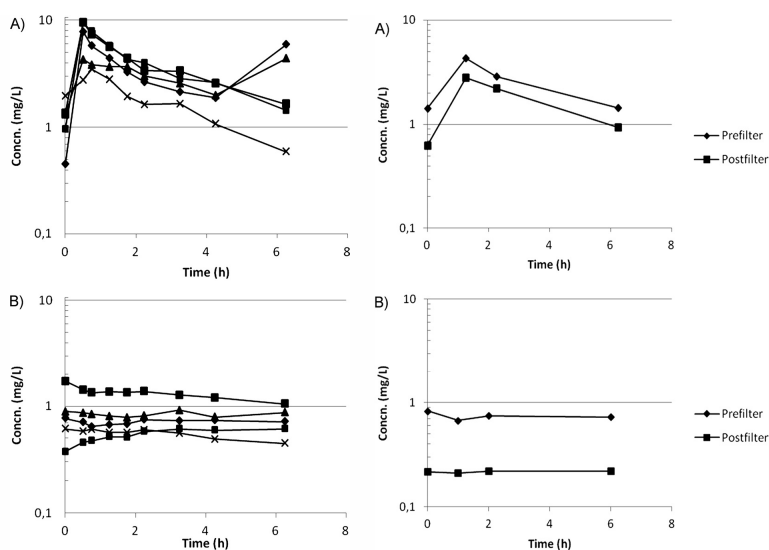 A)
10
1
0,1
Concn. (mg/L)
0 2 4 6 8
Time (h)
A)
10
1
0,1
Concn. (mg/L)
0 2 4 6 8
Time (h)
Prefilter
Postfilter
B)
10
1
0,1
Concn. (mg/L)
0 2 4 6 8
Time (h)
B)
10
1
0,1
Concn. (mg/L)
0 2 4 6 8
Time (h)
Prefilter
Postfilter